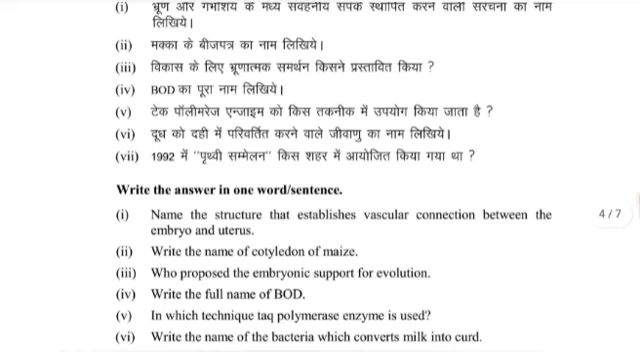 (i) भ्रूण और गर्भाशय के मध्य संवहनीय संपर्क स्थापित करने वाली संरचना का नाम
लिखिये।
(ii) मक्का के बीजपत्र का नाम लिखिये।
(iii) विकास के लिए भ्रूणात्मक समर्थन किसने प्रस्तावित किया ?
(iv) BOD का पूरा नाम लिखिये।
(v) टेक पॉलीमरेज एन्जाइम को किस तकनीक में उपयोग किया जाता है ?
(vi) दूध को दही में परिवर्तित करने वाले जीवाणु का नाम लिखिये।
(vii) 1992 में "पृथ्वी सम्मेलन" किस शहर में आयोजित किया गया था ?
Write the answer in one word/sentence.
(i) Name the structure that establishes vascular connection between the
embryo and uterus.
4 / 7
(ii) Write the name of cotyledon of maize.
(iii) Who proposed the embryonic support for evolution.
(iv) Write the full name of BOD.
(v) In which technique taq polymerase enzyme is used?
(vi) Write the name of the bacteria which converts milk into curd.